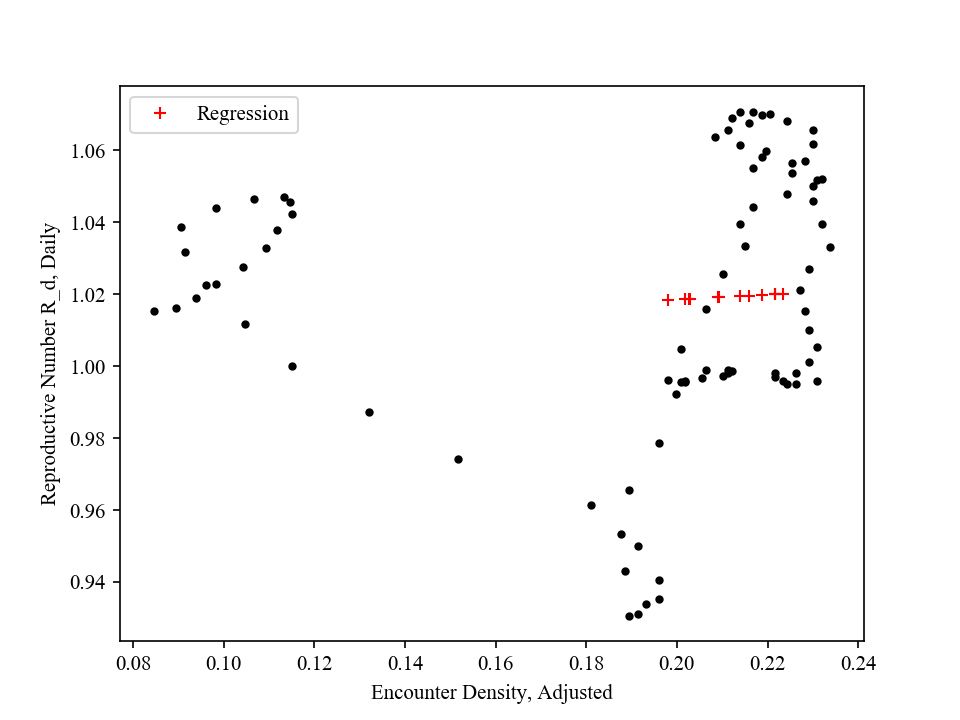 Regression
Reproductive Number R_d, Daily
1.06
1.04
1.02
1.00
0.98
0.96
0.94
0.08 0.10 0.12 0.14 0.16 0.18 0.20 0.22 0.24
Encounter Density, Adjusted